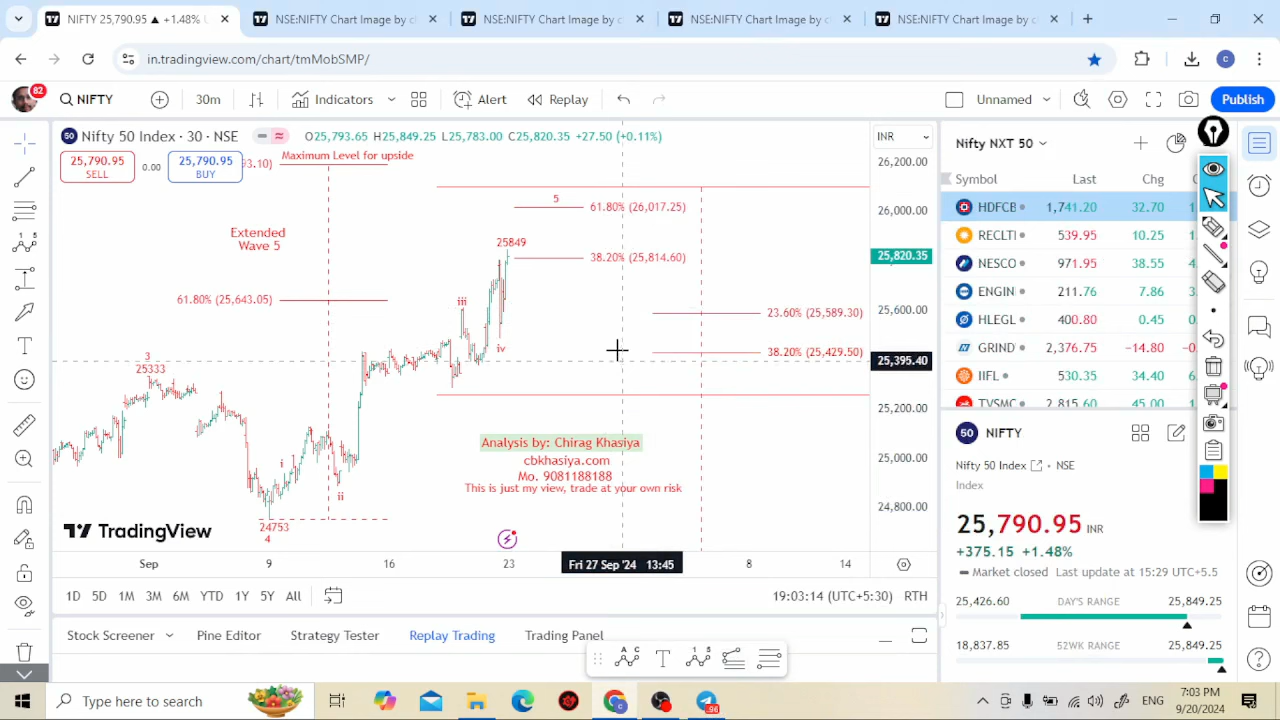 NIFTY 25,795.9 ▲ +1.48% U
NSE:NIFTY Chart Image by c
NSE:NIFTY Chart Image by c
NSE:NIFTY Chart Image by c
NSE:NIFTY Chart Image by c
in.tradingview.com/chart/tmMobSMP/
C
82
NIFTY
30m
Indicators
Alert
Replay
Unnamed
Publish
50 Nifty 50 Index · 30 · NSE
O25,793.65 H25,849.25 L25,783.00 C25,820.35 +27.50 (+0.11%)
INR
25,790.95
SELL
0.00
25,790.95
BUY
93.10)
Maximum Level for upside
26,200.00
26,000.00
25,820.35
25,600.00
25,395.40
25,200.00
25,000.00
24,800.00
5
61.80% (26,017.25)
Extended
Wave 5
25849
38.20% (25,814.60)
61.80% (25,643.05)
iii
23.60% (25,589.30)
iv
38.20% (25,429.50)
3
25333
i
ii
24753
4
Analysis by: Chirag Khasiya
cbkhasiya.com
Mo. 9081188188
This is just my view, trade at your own risk
TradingView
Sep
9
16
23
Fri 27 Sep '24 13:45
8
14
1D 5D 1M 3M 6M YTD 1Y 5Y All
19:03:14 (UTC+5:30) RTH
Stock Screener
Pine Editor
Strategy Tester
Replay Trading
Trading Panel
Nifty NXT 50
Symbol Last Chg
HDFCB 1,741.20 32.70
RECLTI 539.95 10.25
NESCO 971.95 38.55
ENGIN 211.76 7.86
HLEGL 400.80 0.45
GRIND 2,376.75 −14.80
IIFL 530.35 34.40
TVSMC 2,815.60 45.00
50 NIFTY
Nifty 50 Index · NSE
Index
25,790.95 INR
+375.15 +1.48%
Market closed Last update at 15:29 UTC+5.5
25,426.60 DAY'S RANGE 25,849.25
18,837.85 52WK RANGE 25,849.25
Type here to search
96
ENG
7:03 PM
9/20/2024